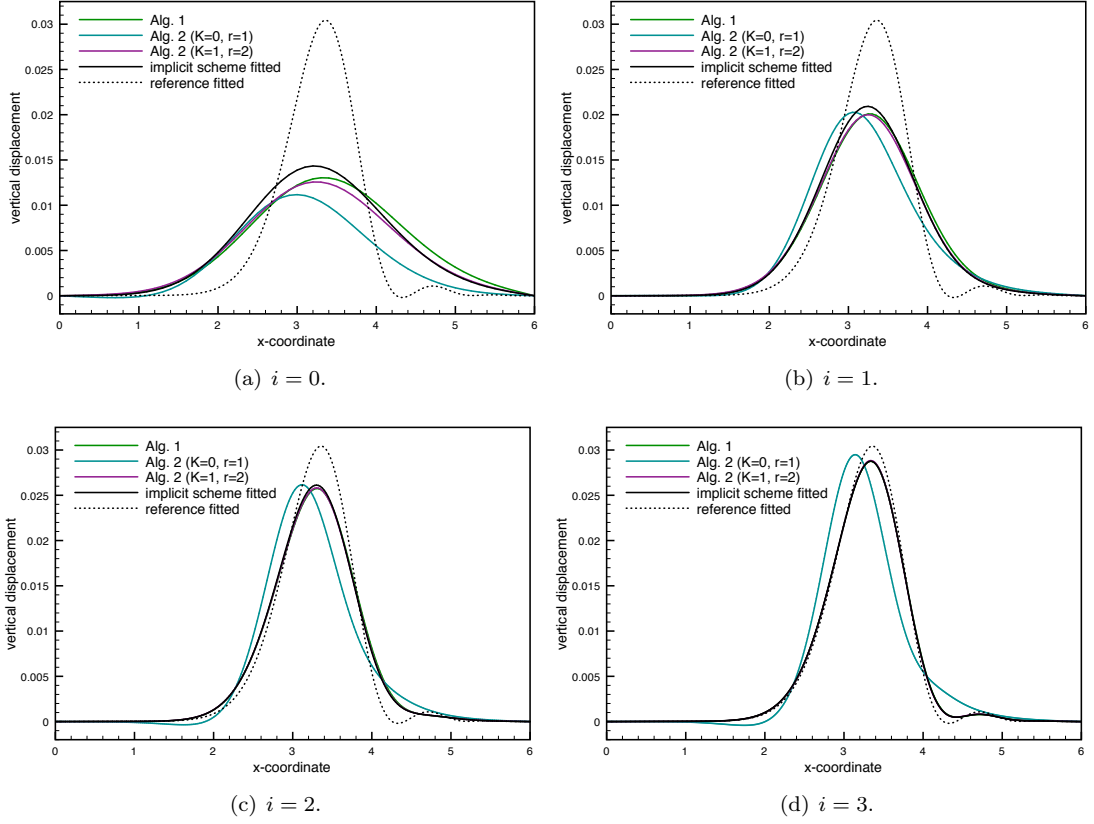 Alg. 1
Alg. 2 (K=0, r=1)
Alg. 2 (K=1, r=2)
implicit scheme fitted
reference fitted
vertical displacement
0.03
0.025
0.02
0.015
0.01
0.005
0
0 1 2 3 4 5 6
x-coordinate
(a) i = 0.
Alg. 1
Alg. 2 (K=0, r=1)
Alg. 2 (K=1, r=2)
implicit scheme fitted
reference fitted
vertical displacement
0.03
0.025
0.02
0.015
0.01
0.005
0
0 1 2 3 4 5 6
x-coordinate
(b) i = 1.
Alg. 1
Alg. 2 (K=0, r=1)
Alg. 2 (K=1, r=2)
implicit scheme fitted
reference fitted
vertical displacement
0.03
0.025
0.02
0.015
0.01
0.005
0
0 1 2 3 4 5 6
x-coordinate
(c) i = 2.
Alg. 1
Alg. 2 (K=0, r=1)
Alg. 2 (K=1, r=2)
implicit scheme fitted
reference fitted
vertical displacement
0.03
0.025
0.02
0.015
0.01
0.005
0
0 1 2 3 4 5 6
x-coordinate
(d) i = 3.